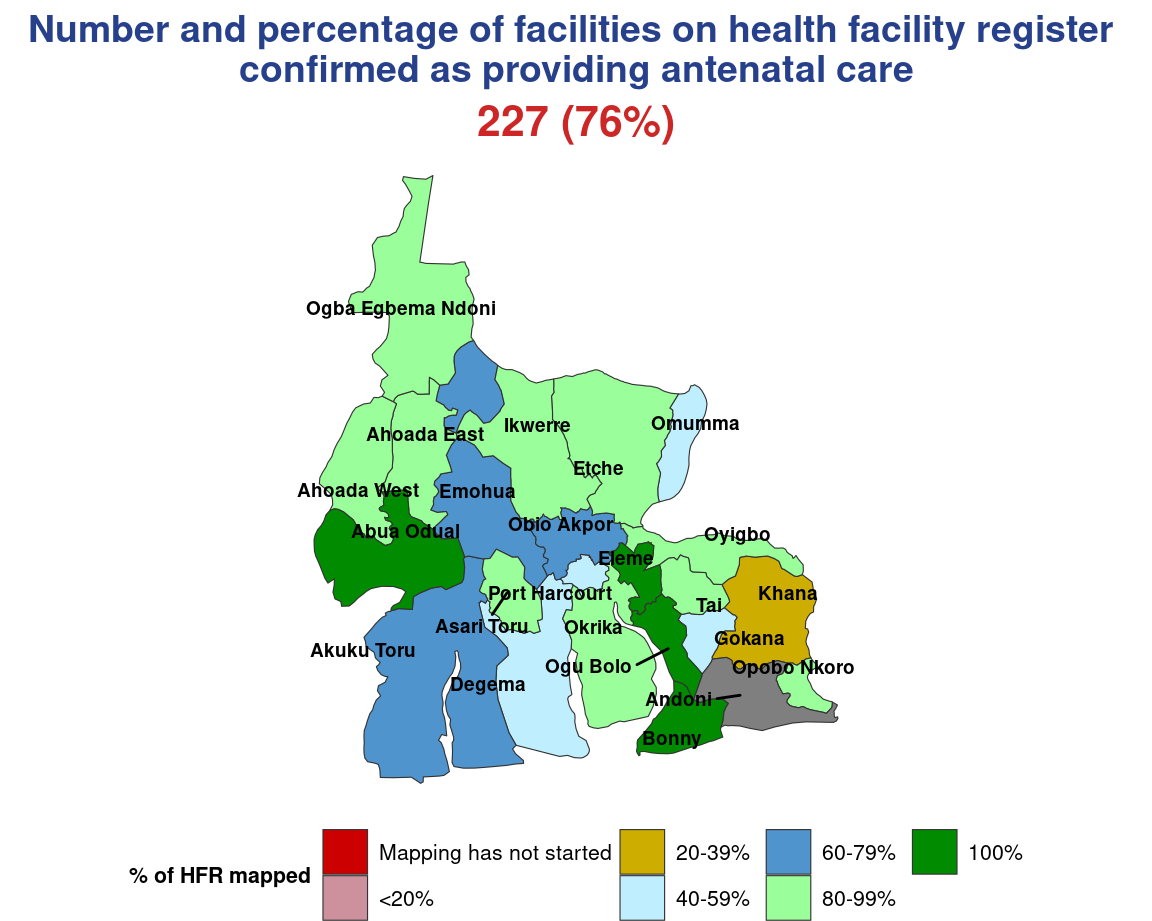 Number and percentage of facilities on health facility register
confirmed as providing antenatal care
227 (76%)
Ogba Egbema Ndoni
Omumma
Ikwerre
Ahoada East
Etche
Ahoada West
Emohua
Obio Akpor
Abua Odual
Oyigbo
Eleme
Port Harcourt
Khana
Tai
Asari Toru
Okrika
Gokana
Akuku Toru
Ogu Bolo
Opobo Nkoro
Degema
Andoni
Bonny
% of HFR mapped
Mapping has not started
<20%
20-39%
40-59%
60-79%
80-99%
100%